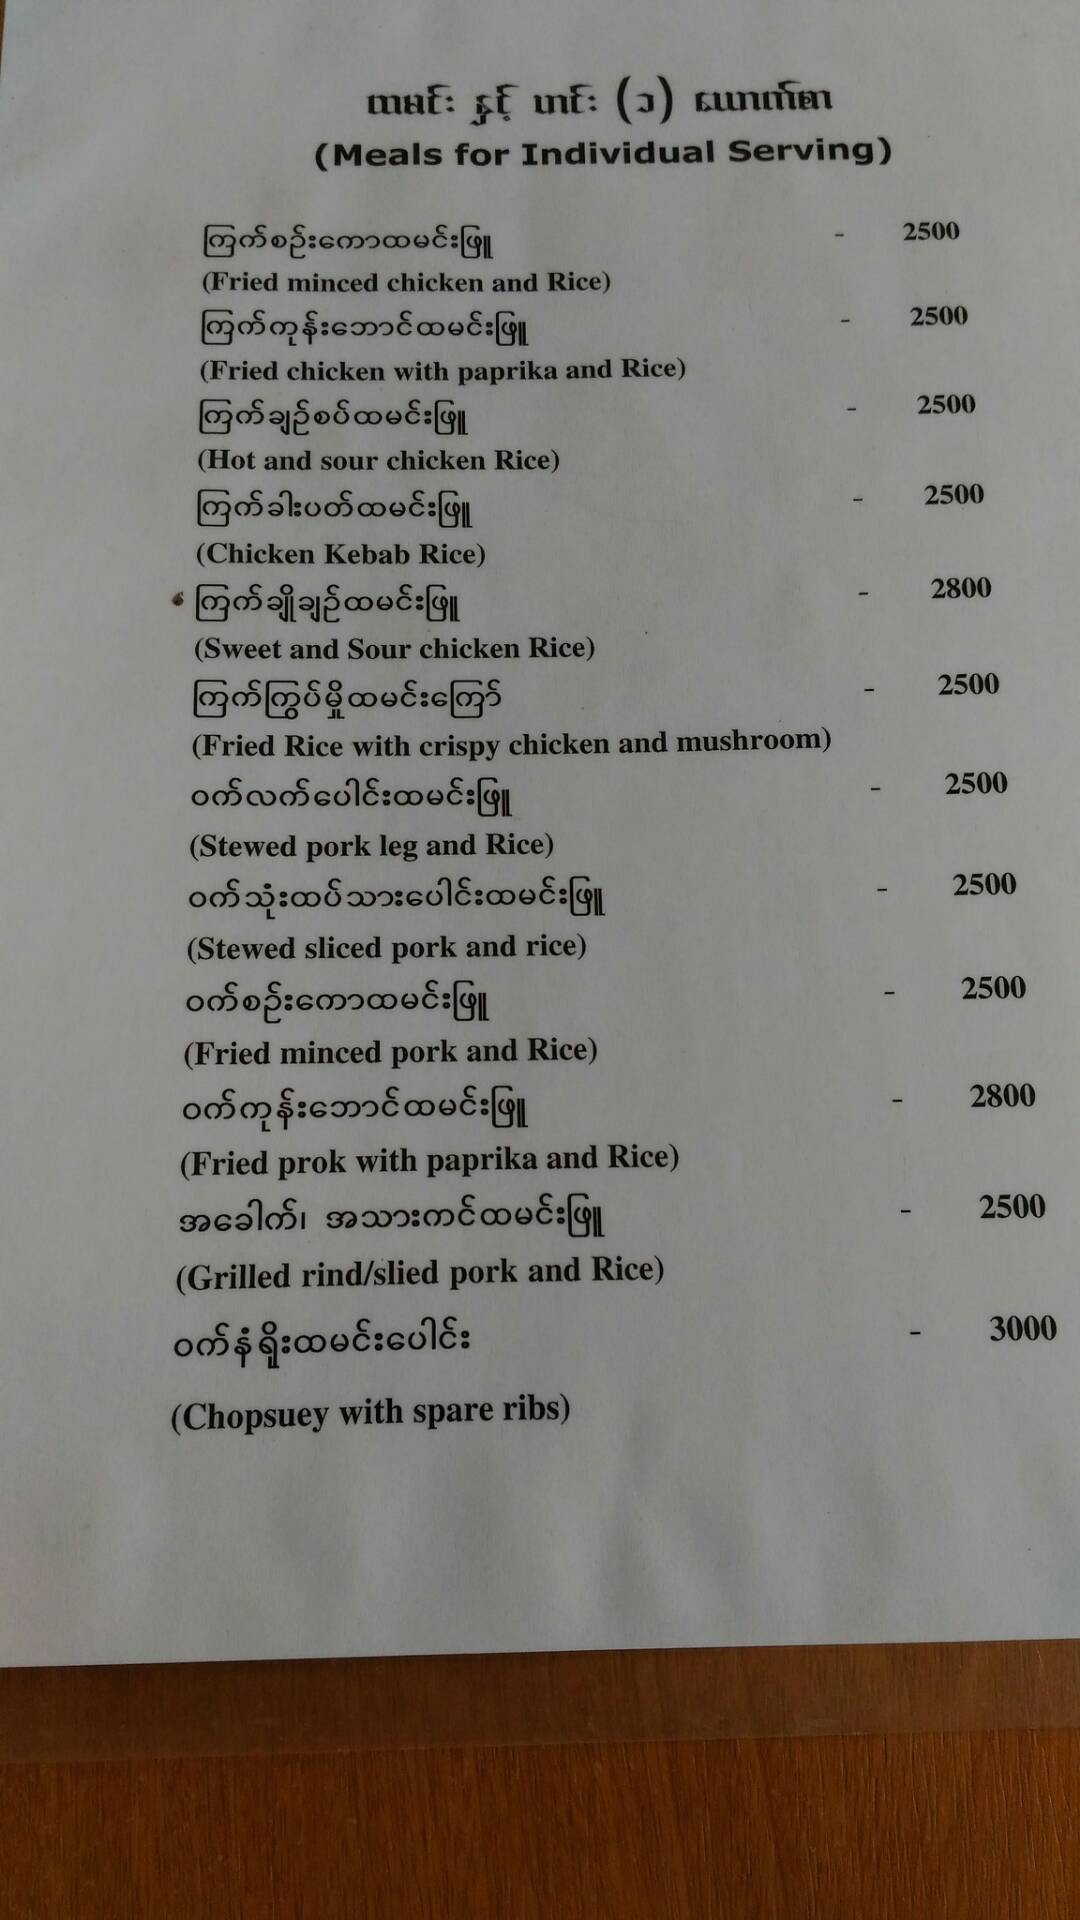 ထမင်း နှင့် ဟင်း (၁) ယောက်စာ
(Meals for Individual Serving)
ကြက်စဉ်းကောထမင်းဖြူ - 2500
(Fried minced chicken and Rice)
ကြက်ကုန်းဘောင်ထမင်းဖြူ - 2500
(Fried chicken with paprika and Rice)
ကြက်ချဉ်စပ်ထမင်းဖြူ - 2500
(Hot and sour chicken Rice)
ကြက်ခါးပတ်ထမင်းဖြူ - 2500
(Chicken Kebab Rice)
ကြက်ချိုချဉ်ထမင်းဖြူ - 2800
(Sweet and Sour chicken Rice)
ကြက်ကြွပ်မှိုထမင်းကြော် - 2500
(Fried Rice with crispy chicken and mushroom)
ဝက်လက်ပေါင်းထမင်းဖြူ - 2500
(Stewed pork leg and Rice)
ဝက်သုံးထပ်သားပေါင်းထမင်းဖြူ - 2500
(Stewed sliced pork and rice)
ဝက်စဉ်းကောထမင်းဖြူ - 2500
(Fried minced pork and Rice)
ဝက်ကုန်းဘောင်ထမင်းဖြူ - 2800
(Fried prok with paprika and Rice)
အခေါက်၊ အသားကင်ထမင်းဖြူ - 2500
(Grilled rind/slied pork and Rice)
ဝက်နံရိုးထမင်းပေါင်း - 3000
(Chopsuey with spare ribs)